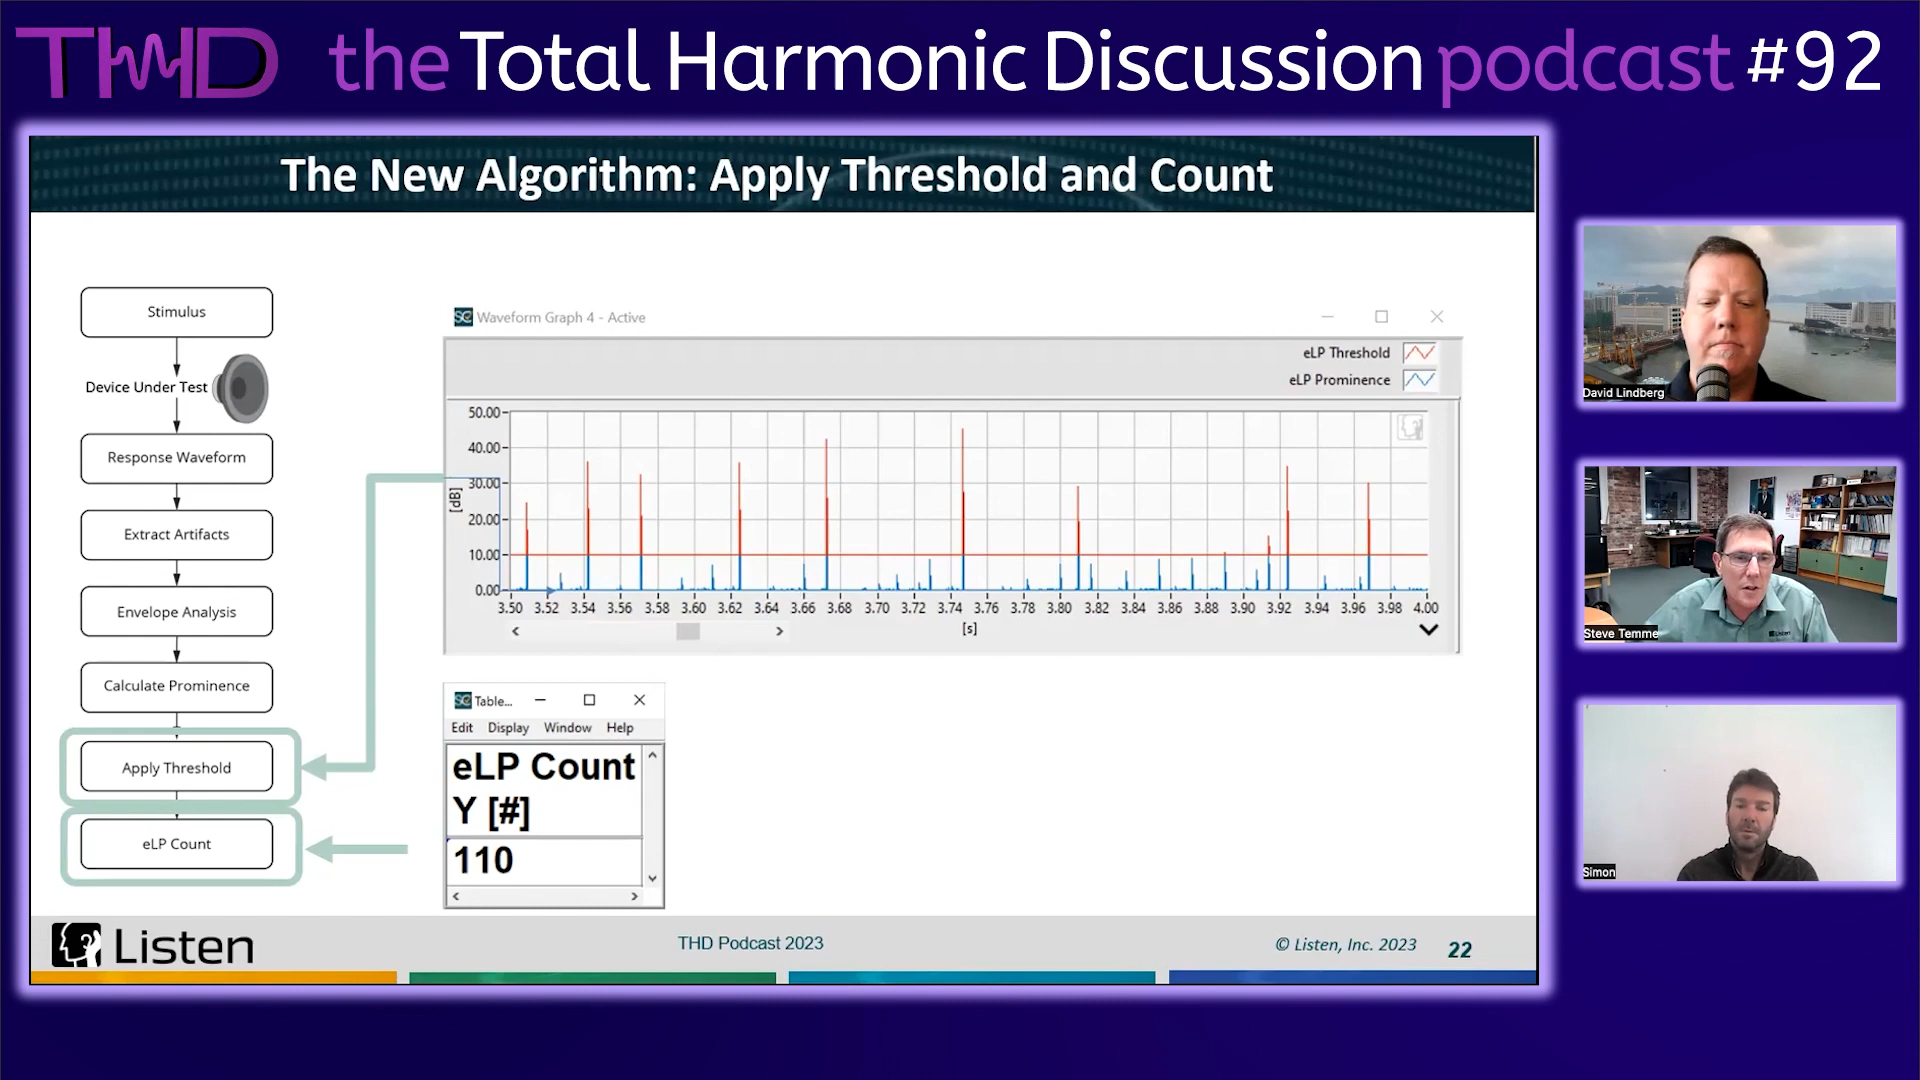 THD the Total Harmonic Discussion podcast #92
The New Algorithm: Apply Threshold and Count
Stimulus
Device Under Test
Response Waveform
Extract Artifacts
Envelope Analysis
Calculate Prominence
Apply Threshold
eLP Count
Waveform Graph 4 - Active
eLP Threshold
eLP Prominence
50.00
40.00
30.00
20.00
10.00
0.00
[dB]
3.50 3.52 3.54 3.56 3.58 3.60 3.62 3.64 3.66 3.68 3.70 3.72 3.74 3.76 3.78 3.80 3.82 3.84 3.86 3.88 3.90 3.92 3.94 3.96 3.98 4.00
[s]
Table...
Edit Display Window Help
eLP Count
Y [#]
110
Listen
THD Podcast 2023
© Listen, Inc. 2023 22
David Lindberg
Steve Temme
Simon